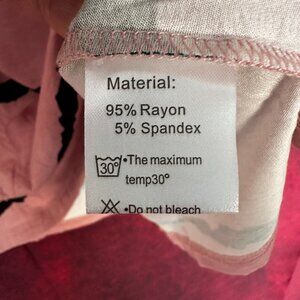 Material:
95% Rayon
5% Spandex
30° •The maximum
temp30°
•Do not bleach